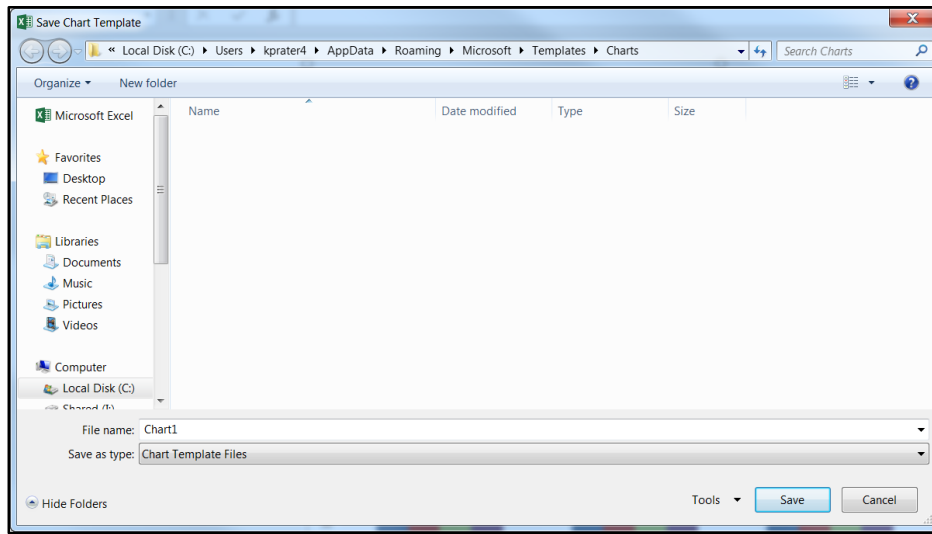 Save Chart Template
« Local Disk (C:) Users kprater4 AppData Roaming Microsoft Templates Charts Search Charts
Organize New folder
Microsoft Excel Name Date modified Type Size
Favorites
Desktop
Recent Places
Libraries
Documents
Music
Pictures
Videos
Computer
Local Disk (C:)
Shared (I:)
File name: Chart1
Save as type: Chart Template Files
Hide Folders Tools Save Cancel